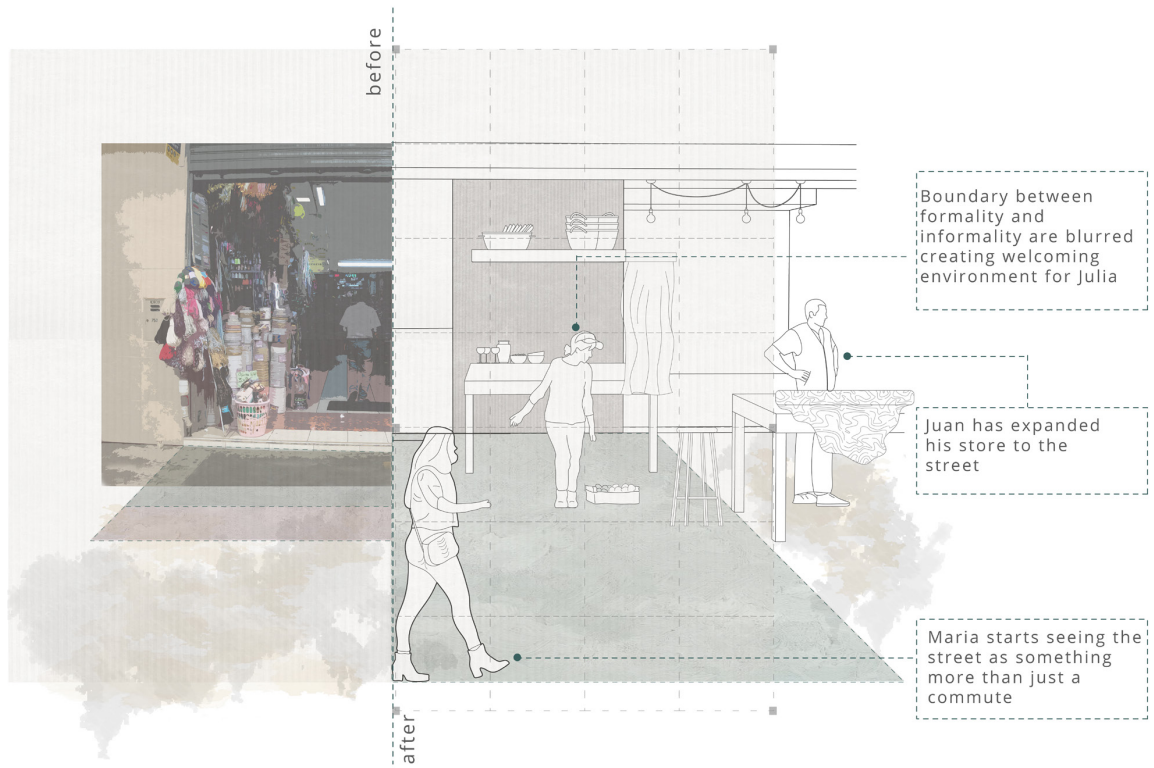 before
Boundary between
formality and
informality are blurred
creating welcoming
environment for Julia
Juan has expanded
his store to the
street
Maria starts seeing the
street as something
more than just a
commute
after